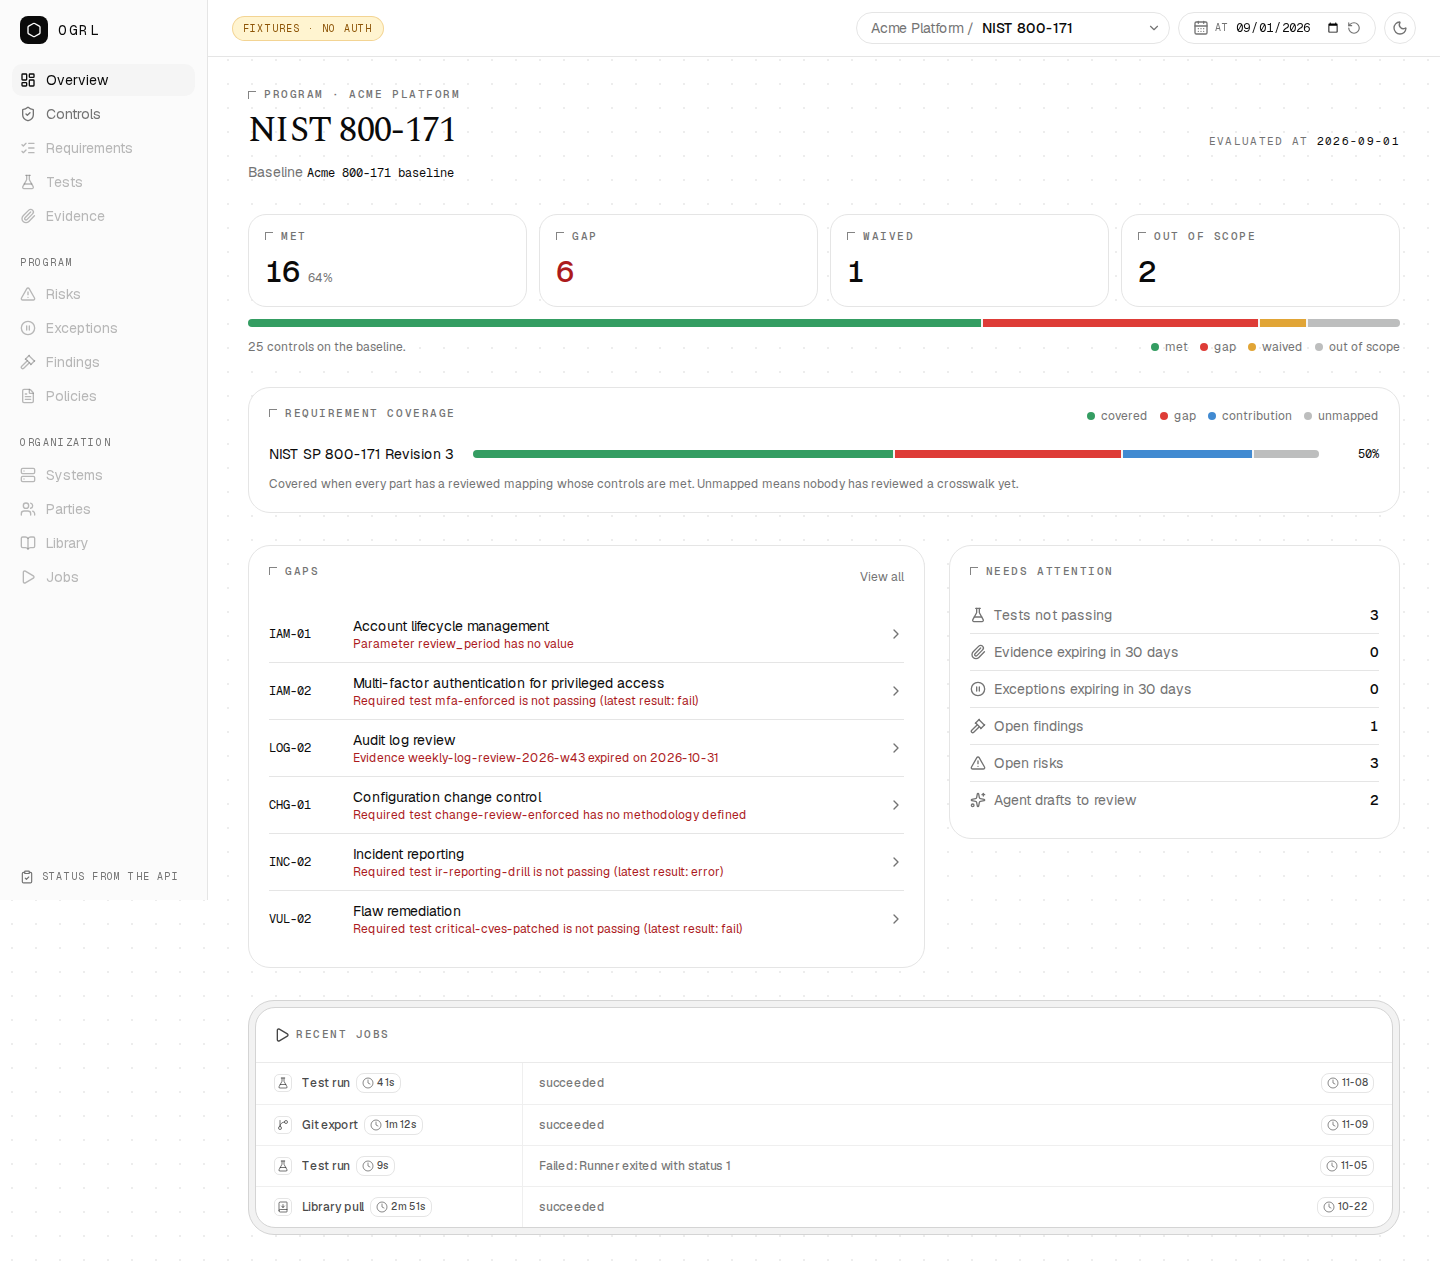 OGRL
FIXTURES · NO AUTH
Acme Platform / NIST 800-171
AT 09/01/2026
Overview
Controls
Requirements
Tests
Evidence
PROGRAM
Risks
Exceptions
Findings
Policies
ORGANIZATION
Systems
Parties
Library
Jobs
STATUS FROM THE API
PROGRAM · ACME PLATFORM
NIST 800-171
Baseline Acme 800-171 baseline
EVALUATED AT 2026-09-01
MET
16 64%
GAP
6
WAIVED
1
OUT OF SCOPE
2
25 controls on the baseline.
met gap waived out of scope
REQUIREMENT COVERAGE
covered gap contribution unmapped
NIST SP 800-171 Revision 3
50%
Covered when every part has a reviewed mapping whose controls are met. Unmapped means nobody has reviewed a crosswalk yet.
GAPS
View all
IAM-01
Account lifecycle management
Parameter review_period has no value
IAM-02
Multi-factor authentication for privileged access
Required test mfa-enforced is not passing (latest result: fail)
LOG-02
Audit log review
Evidence weekly-log-review-2026-w43 expired on 2026-10-31
CHG-01
Configuration change control
Required test change-review-enforced has no methodology defined
INC-02
Incident reporting
Required test ir-reporting-drill is not passing (latest result: error)
VUL-02
Flaw remediation
Required test critical-cves-patched is not passing (latest result: fail)
NEEDS ATTENTION
Tests not passing 3
Evidence expiring in 30 days 0
Exceptions expiring in 30 days 0
Open findings 1
Open risks 3
Agent drafts to review 2
RECENT JOBS
Test run 41s succeeded 11-08
Git export 1m 12s succeeded 11-09
Test run 9s Failed: Runner exited with status 1 11-05
Library pull 2m 51s succeeded 10-22